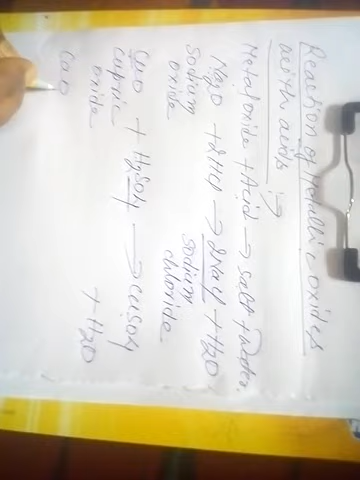 Reaction of Metallic oxides
with acids :-
Metal oxide + Acid → salt + water.
Na2O + 2HCl → 2NaCl + H2O
Sodium oxide Sodium chloride
CuO + H2SO4 → CuSO4 + H2O
cupric oxide
CaO